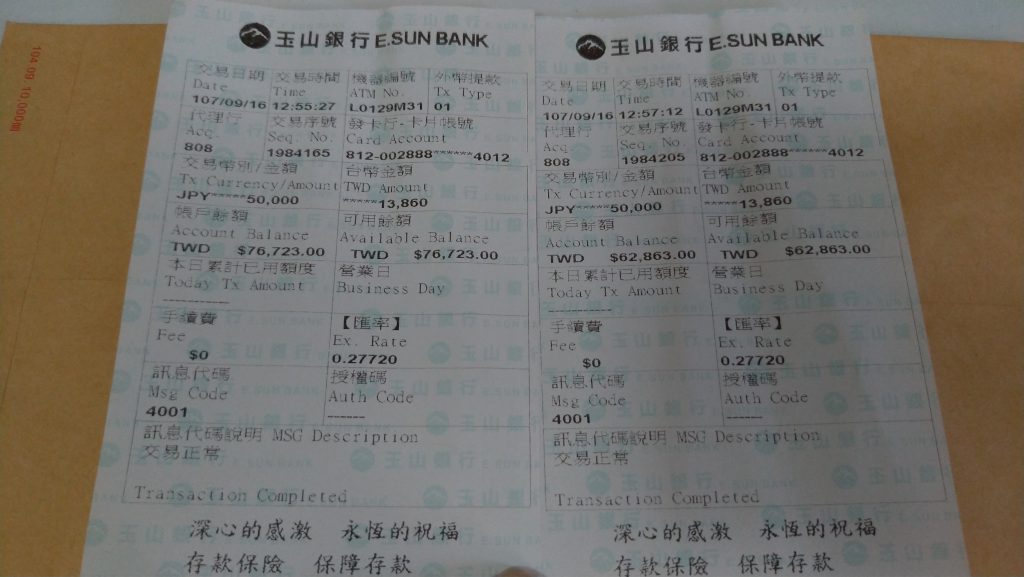 104.09.10,000個
玉山銀行 E.SUN BANK
交易日期 交易時間 機器編號 外幣提款
Date Time ATM No. Tx Type
107/09/16 12:55:27 L0129M31 01
代理行 交易序號 發卡行-卡片帳號
Acq. Seq. No. Card Account
808 1984165 812-002888******4012
交易幣別/金額 台幣金額
Tx Currency/Amount TWD Amount
JPY*****50,000 *****13,860
帳戶餘額 可用餘額
Account Balance Available Balance
TWD $76,723.00 TWD $76,723.00
本日累計已用額度 營業日
Today Tx Amount Business Day
------------
手續費 【匯率】
Fee Ex. Rate
$0 0.27720
訊息代碼 授權碼
Msg Code Auth Code
4001 ------
訊息代碼說明 MSG Description
交易正常
Transaction Completed
深心的感激 永恆的祝福
存款保險 保障存款
玉山銀行 E.SUN BANK
交易日期 交易時間 機器編號 外幣提款
Date Time ATM No. Tx Type
107/09/16 12:57:12 L0129M31 01
代理行 交易序號 發卡行-卡片帳號
Acq. Seq. No. Card Account
808 1984205 812-002888******4012
交易幣別/金額 台幣金額
Tx Currency/Amount TWD Amount
JPY*****50,000 *****13,860
帳戶餘額 可用餘額
Account Balance Available Balance
TWD $62,863.00 TWD $62,863.00
本日累計已用額度 營業日
Today Tx Amount Business Day
------------
手續費 【匯率】
Fee Ex. Rate
$0 0.27720
訊息代碼 授權碼
Msg Code Auth Code
4001 ------
訊息代碼說明 MSG Description
交易正常
Transaction Completed
深心的感激 永恆的祝福
存款保險 保障存款